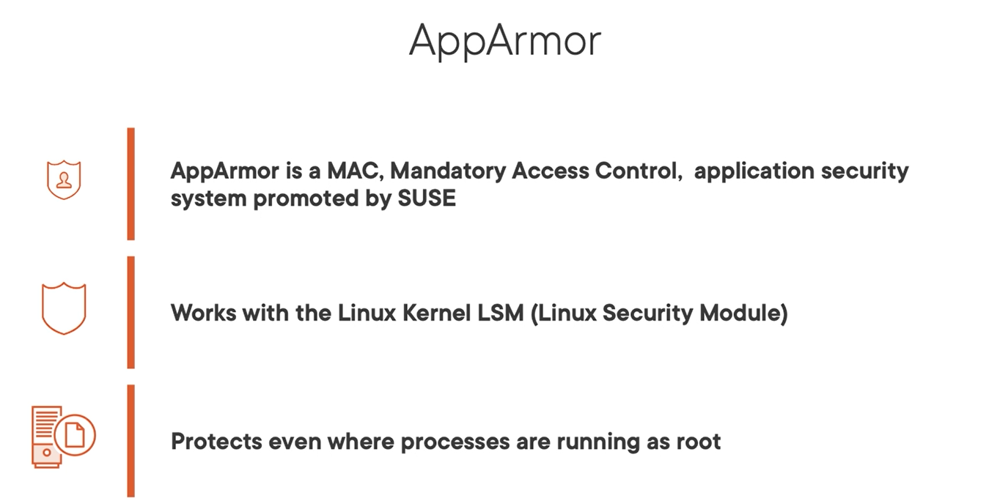 AppArmor
AppArmor is a MAC, Mandatory Access Control,  application security
system promoted by SUSE
Works with the Linux Kernel LSM (Linux Security Module)
Protects even where processes are running as root